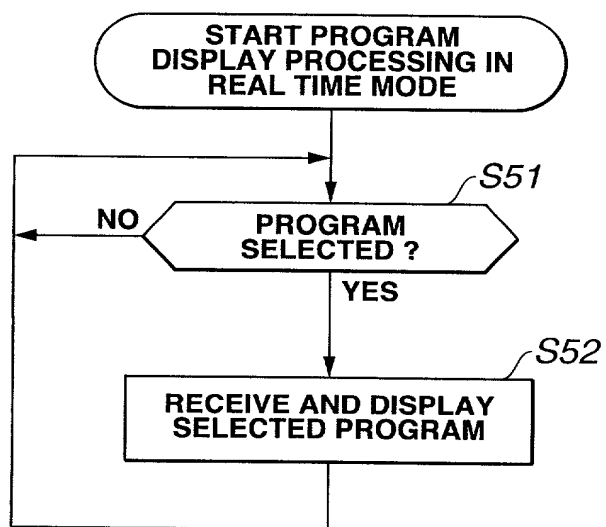 START PROGRAM
DISPLAY PROCESSING IN
REAL TIME MODE
S51
NO
PROGRAM
SELECTED ?
YES
S52
RECEIVE AND DISPLAY
SELECTED PROGRAM